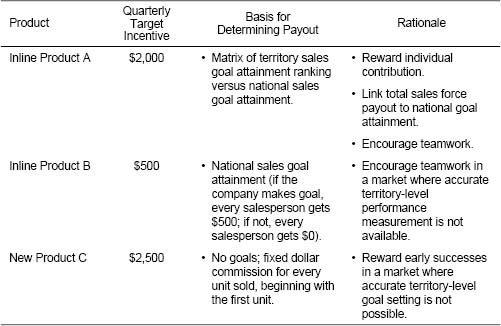 Product
Quarterly
Target
Incentive
Basis for
Determining Payout
Rationale
Inline Product A
$2,000
• Matrix of territory sales
goal attainment ranking
versus national sales
goal attainment.
• Reward individual
contribution.
• Link total sales force
payout to national goal
attainment.
• Encourage teamwork.
Inline Product B
$500
• National sales goal
attainment (if the
company makes goal,
every salesperson gets
$500; if not, every
salesperson gets $0).
• Encourage teamwork in
a market where accurate
territory-level
performance
measurement is not
available.
New Product C
$2,500
• No goals; fixed dollar
commission for every
unit sold, beginning with
the first unit.
• Reward early successes
in a market where
accurate territory-level
goal setting is not
possible.